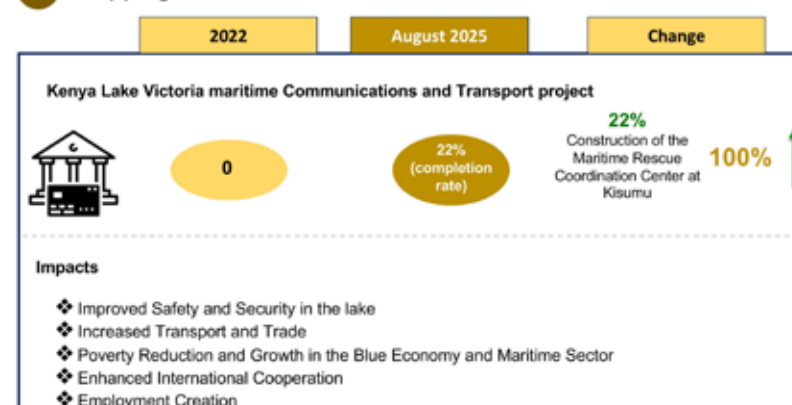 2022
August 2025
Change
Kenya Lake Victoria maritime Communications and Transport project
0
22%
(completion
rate)
22%
Construction of the
Maritime Rescue
Coordination Center at
Kisumu
100%
Impacts
❖ Improved Safety and Security in the lake
❖ Increased Transport and Trade
❖ Poverty Reduction and Growth in the Blue Economy and Maritime Sector
❖ Enhanced International Cooperation
❖ Employment Creation